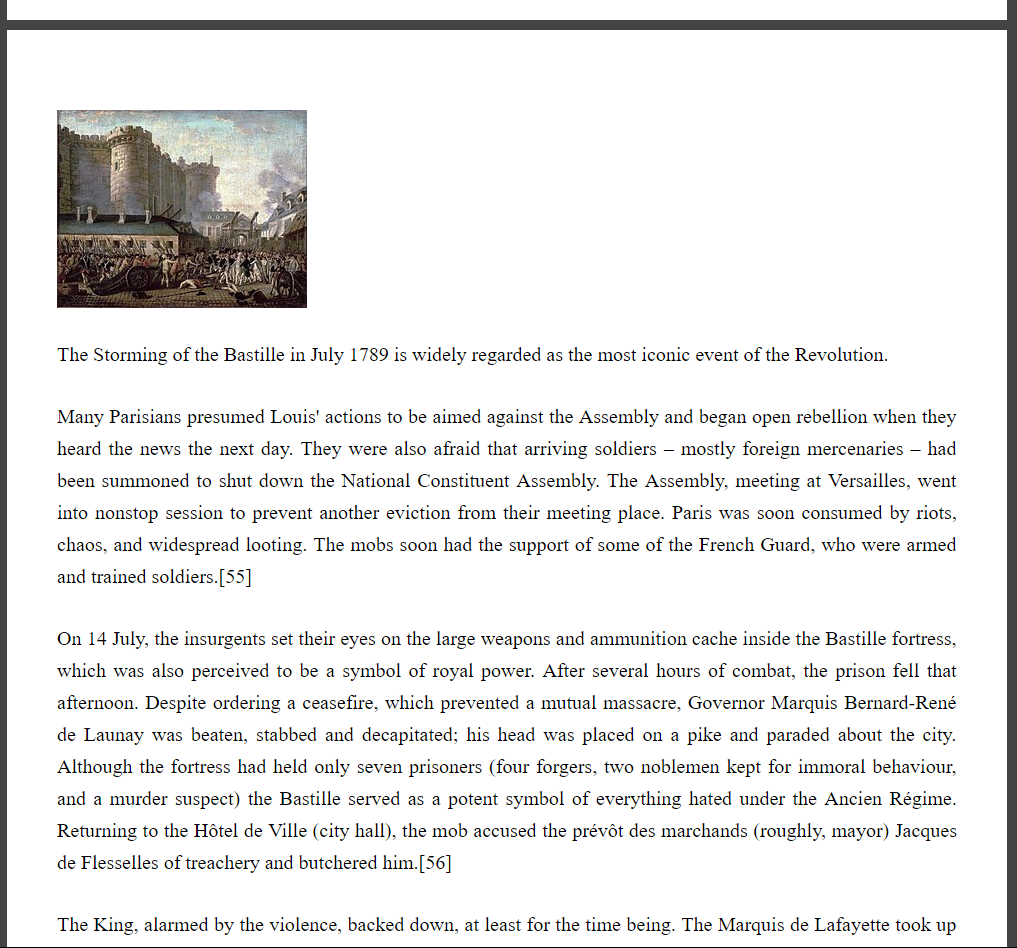 The Storming of the Bastille in July 1789 is widely regarded as the most iconic event of the Revolution.
Many Parisians presumed Louis' actions to be aimed against the Assembly and began open rebellion when they
heard the news the next day. They were also afraid that arriving soldiers – mostly foreign mercenaries – had
been summoned to shut down the National Constituent Assembly. The Assembly, meeting at Versailles, went
into nonstop session to prevent another eviction from their meeting place. Paris was soon consumed by riots,
chaos, and widespread looting. The mobs soon had the support of some of the French Guard, who were armed
and trained soldiers.[55]
On 14 July, the insurgents set their eyes on the large weapons and ammunition cache inside the Bastille fortress,
which was also perceived to be a symbol of royal power. After several hours of combat, the prison fell that
afternoon. Despite ordering a ceasefire, which prevented a mutual massacre, Governor Marquis Bernard-René
de Launay was beaten, stabbed and decapitated; his head was placed on a pike and paraded about the city.
Although the fortress had held only seven prisoners (four forgers, two noblemen kept for immoral behaviour,
and a murder suspect) the Bastille served as a potent symbol of everything hated under the Ancien Régime.
Returning to the Hôtel de Ville (city hall), the mob accused the prévôt des marchands (roughly, mayor) Jacques
de Flesselles of treachery and butchered him.[56]
The King, alarmed by the violence, backed down, at least for the time being. The Marquis de Lafayette took up